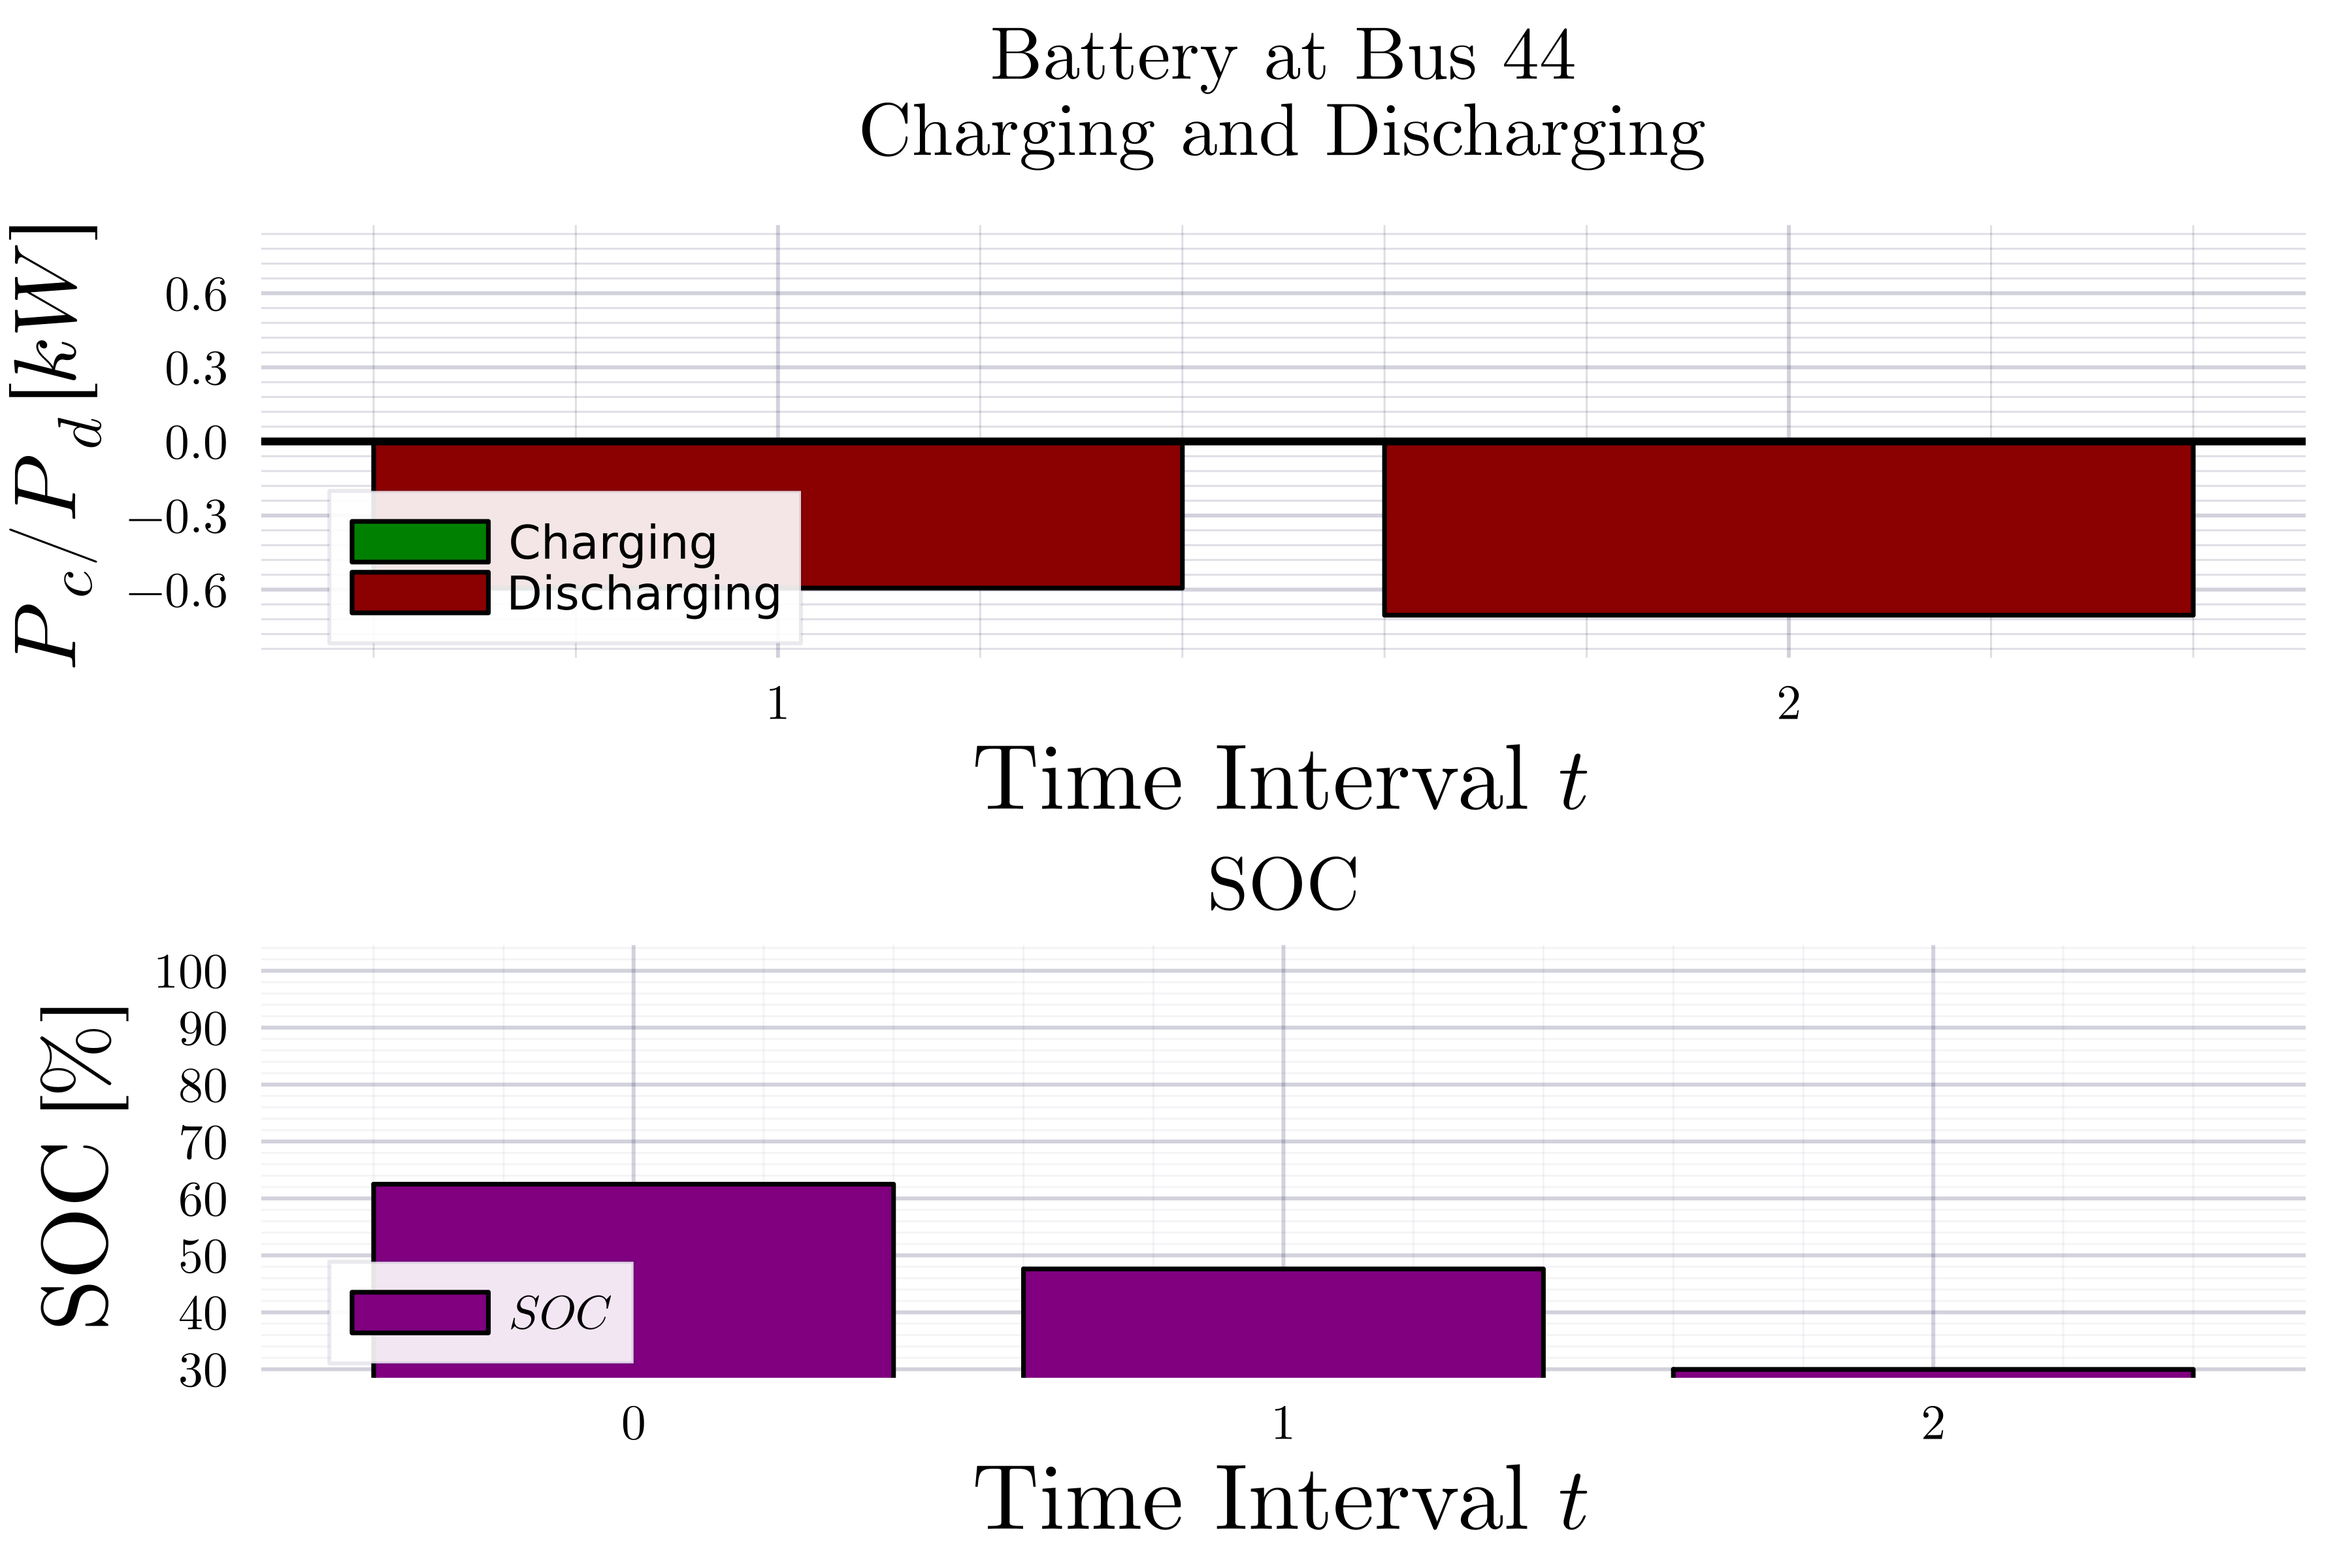 Battery at Bus 44
Charging and Discharging
P_c/P_d [kW]
0.6
0.3
0.0
−0.3
−0.6
Charging
Discharging
1 2
Time Interval t
SOC
SOC [%]
100
90
80
70
60
50
40
30
SOC
0 1 2
Time Interval t